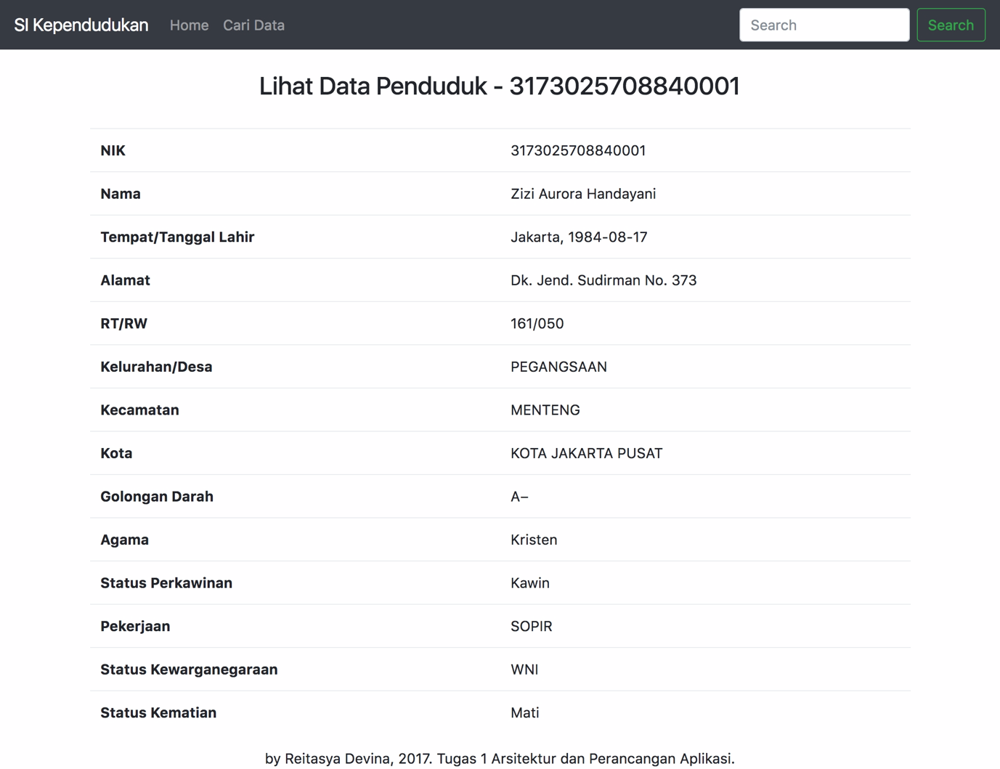 SI Kependudukan Home Cari Data Search Search
Lihat Data Penduduk - 3173025708840001
NIK 3173025708840001
Nama Zizi Aurora Handayani
Tempat/Tanggal Lahir Jakarta, 1984-08-17
Alamat Dk. Jend. Sudirman No. 373
RT/RW 161/050
Kelurahan/Desa PEGANGSAAN
Kecamatan MENTENG
Kota KOTA JAKARTA PUSAT
Golongan Darah A–
Agama Kristen
Status Perkawinan Kawin
Pekerjaan SOPIR
Status Kewarganegaraan WNI
Status Kematian Mati
by Reitasya Devina, 2017. Tugas 1 Arsitektur dan Perancangan Aplikasi.